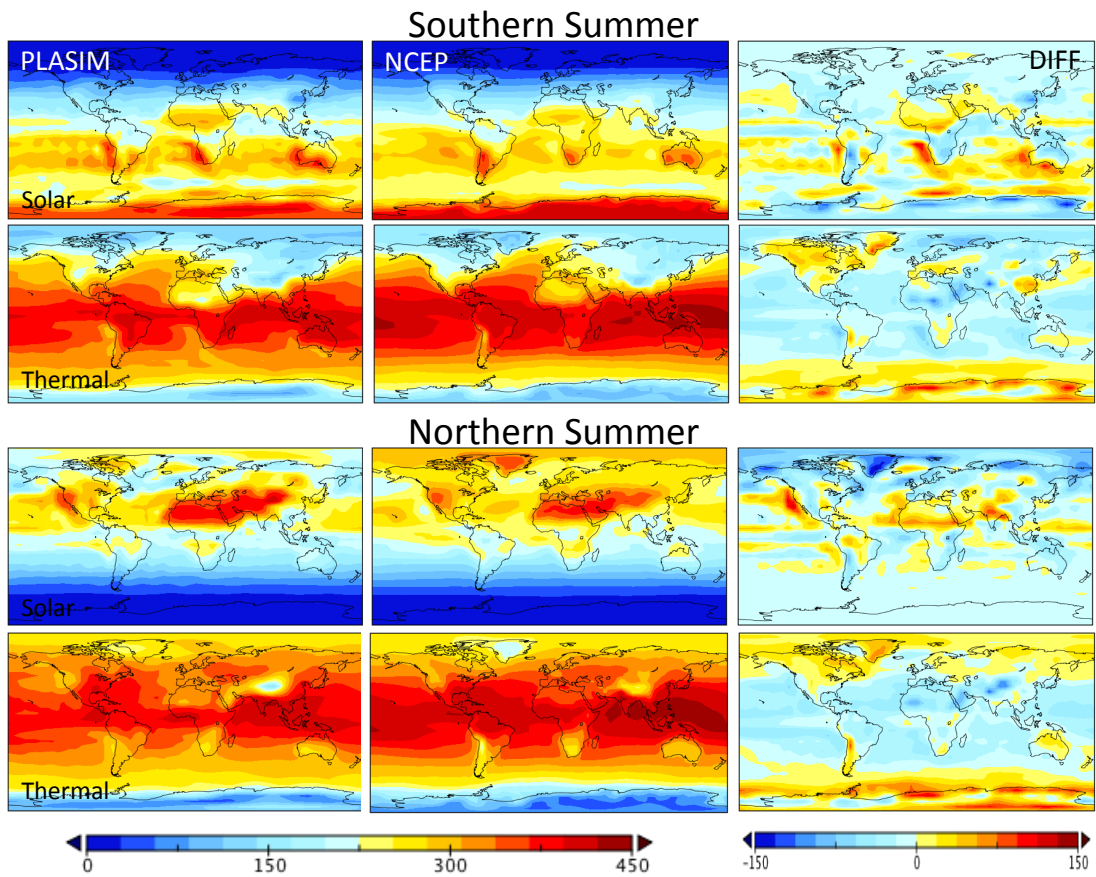 Southern Summer
PLASIM NCEP DIFF
Solar
Thermal
Northern Summer
Solar
Thermal
0 150 300 450
-150 0 150